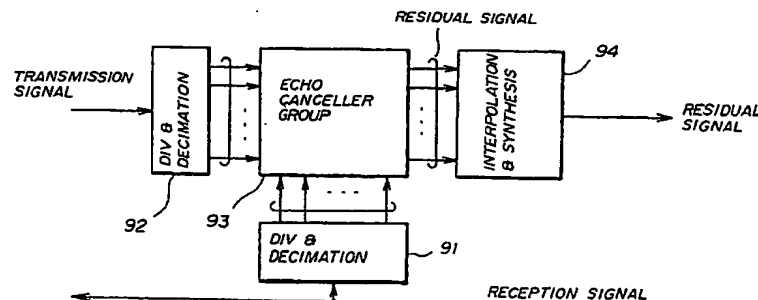 RESIDUAL SIGNAL
94
TRANSMISSION
SIGNAL
DIV &
DECIMATION
ECHO
CANCELLER
GROUP
INTERPOLATION
& SYNTHESIS
RESIDUAL
SIGNAL
92
93
DIV &
DECIMATION
91
RECEPTION SIGNAL